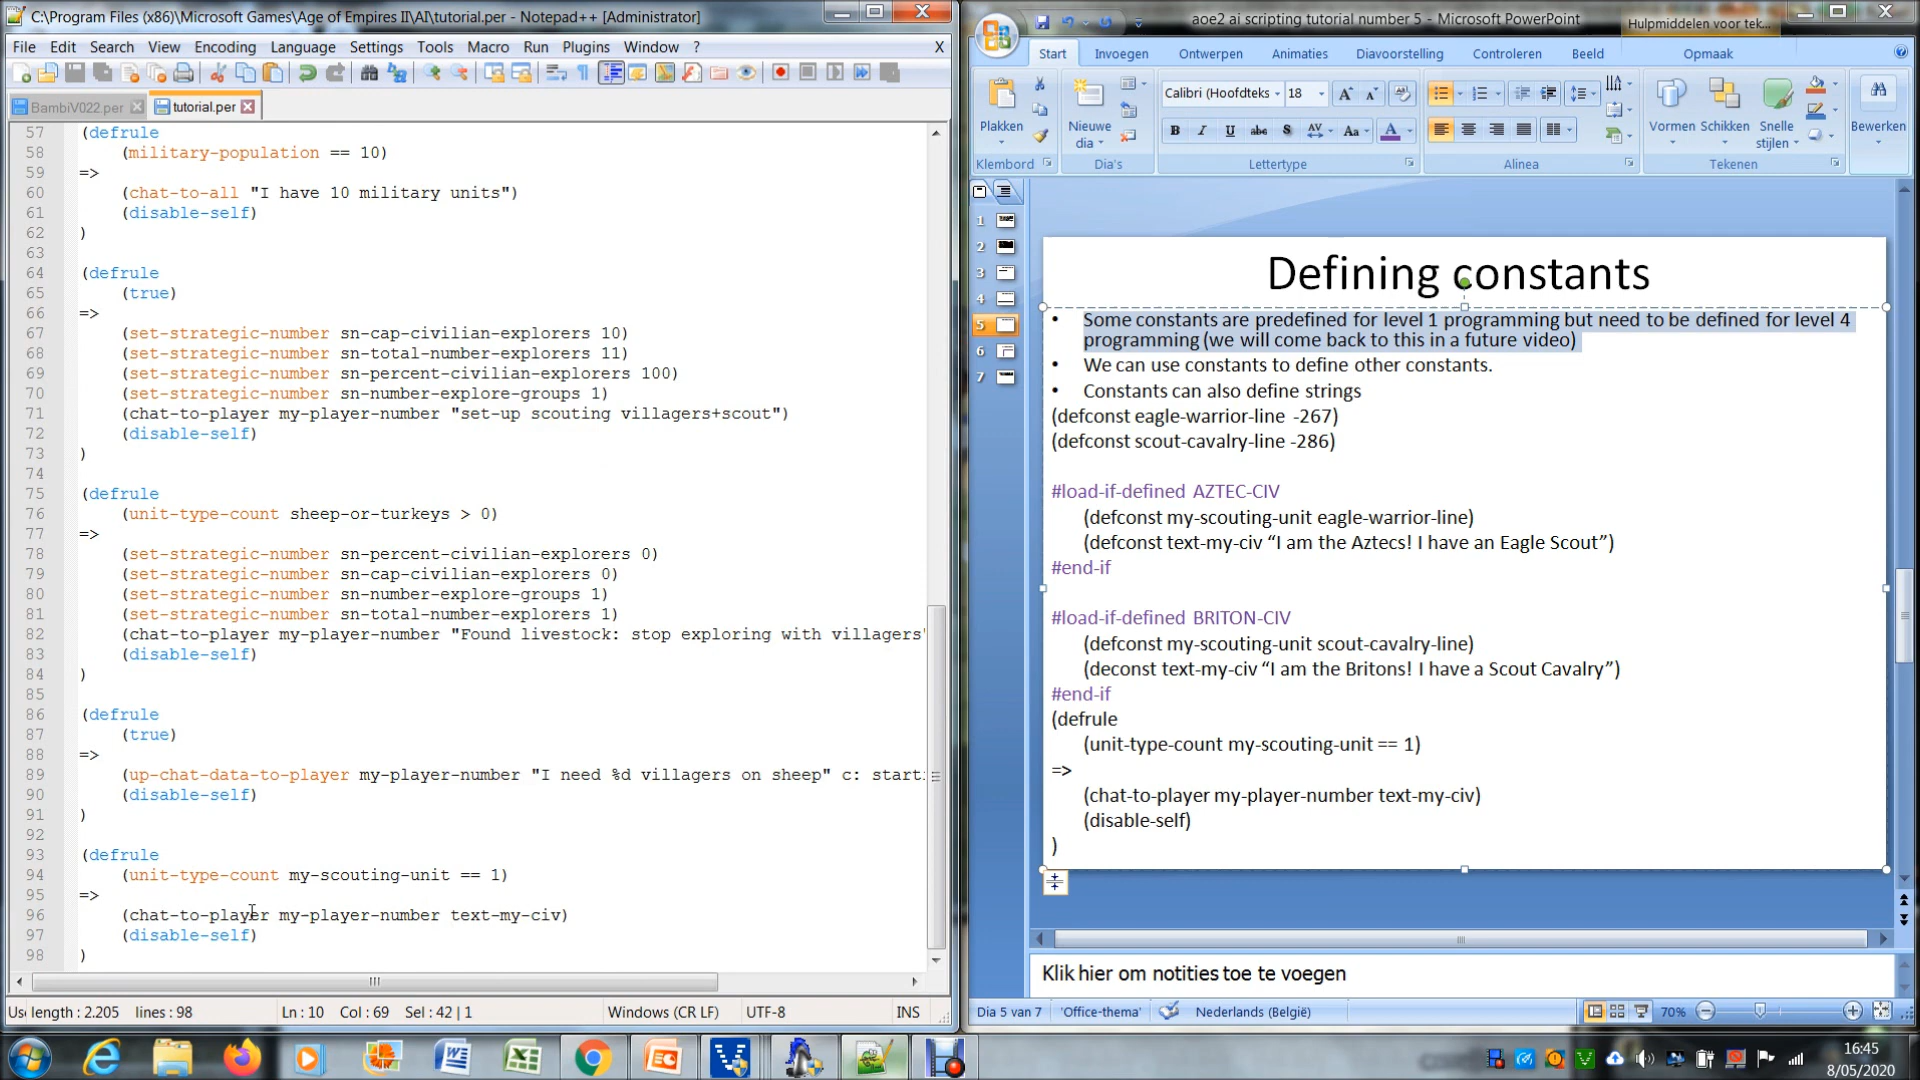 C:\Program Files (x86)\Microsoft Games\Age of Empires II\AI\tutorial.per - Notepad++ [Administrator]
File Edit Search View Encoding Language Settings Tools Macro Run Plugins Window ? X
BambiV022.per tutorial.per
57 (defrule
58 (military-population == 10)
59 =>
60 (chat-to-all "I have 10 military units")
61 (disable-self)
62 )
63
64 (defrule
65 (true)
66 =>
67 (set-strategic-number sn-cap-civilian-explorers 10)
68 (set-strategic-number sn-total-number-explorers 11)
69 (set-strategic-number sn-percent-civilian-explorers 100)
70 (set-strategic-number sn-number-explore-groups 1)
71 (chat-to-player my-player-number "set-up scouting villagers+scout")
72 (disable-self)
73 )
74
75 (defrule
76 (unit-type-count sheep-or-turkeys > 0)
77 =>
78 (set-strategic-number sn-percent-civilian-explorers 0)
79 (set-strategic-number sn-cap-civilian-explorers 0)
80 (set-strategic-number sn-number-explore-groups 1)
81 (set-strategic-number sn-total-number-explorers 1)
82 (chat-to-player my-player-number "Found livestock: stop exploring with villagers"
83 (disable-self)
84 )
85
86 (defrule
87 (true)
88 =>
89 (up-chat-data-to-player my-player-number "I need %d villagers on sheep" c: start
90 (disable-self)
91 )
92
93 (defrule
94 (unit-type-count my-scouting-unit == 1)
95 =>
96 (chat-to-player my-player-number text-my-civ)
97 (disable-self)
98 )
length : 2.205 lines : 98 Ln : 10 Col : 69 Sel : 42 | 1 Windows (CR LF) UTF-8 INS
aoe2 ai scripting tutorial number 5 - Microsoft PowerPoint
Hulpmiddelen voor tek...
Start Invoegen Ontwerpen Animaties Diavoorstelling Controleren Beeld Opmaak
Calibri (Hoofdteks 18
Plakken Nieuwe dia Vormen Schikken Snelle stijlen Bewerken
Klembord Dia's Lettertype Alinea Tekenen
1
2
3
4
5
6
7
Defining constants
• Some constants are predefined for level 1 programming but need to be defined for level 4
programming (we will come back to this in a future video)
• We can use constants to define other constants.
• Constants can also define strings
(defconst eagle-warrior-line -267)
(defconst scout-cavalry-line -286)
#load-if-defined AZTEC-CIV
(defconst my-scouting-unit eagle-warrior-line)
(defconst text-my-civ “I am the Aztecs! I have an Eagle Scout”)
#end-if
#load-if-defined BRITON-CIV
(defconst my-scouting-unit scout-cavalry-line)
(deconst text-my-civ “I am the Britons! I have a Scout Cavalry”)
#end-if
(defrule
(unit-type-count my-scouting-unit == 1)
=>
(chat-to-player my-player-number text-my-civ)
(disable-self)
)
Klik hier om notities toe te voegen
Dia 5 van 7 'Office-thema' Nederlands (België) 70%
16:45
8/05/2020